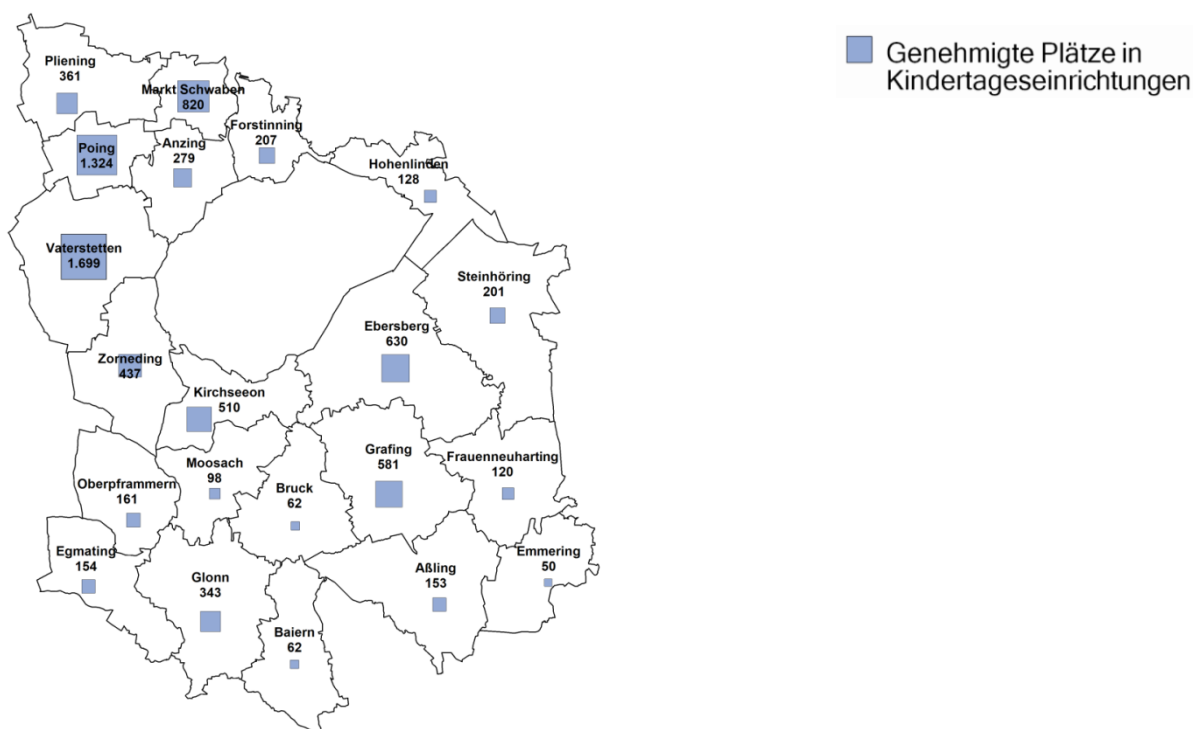 Genehmigte Plätze in
Kindertageseinrichtungen
Pliening
361
Markt Schwaben
820
Forstinning
207
Poing
1.324
Anzing
279
Hohenlinden
128
Vaterstetten
1.699
Steinhöring
201
Ebersberg
630
Zorneding
437
Kirchseeon
510
Grafing
581
Frauenneuharting
120
Moosach
98
Bruck
62
Oberpframmern
161
Egmating
154
Glonn
343
Aßling
153
Emmering
50
Baiern
62